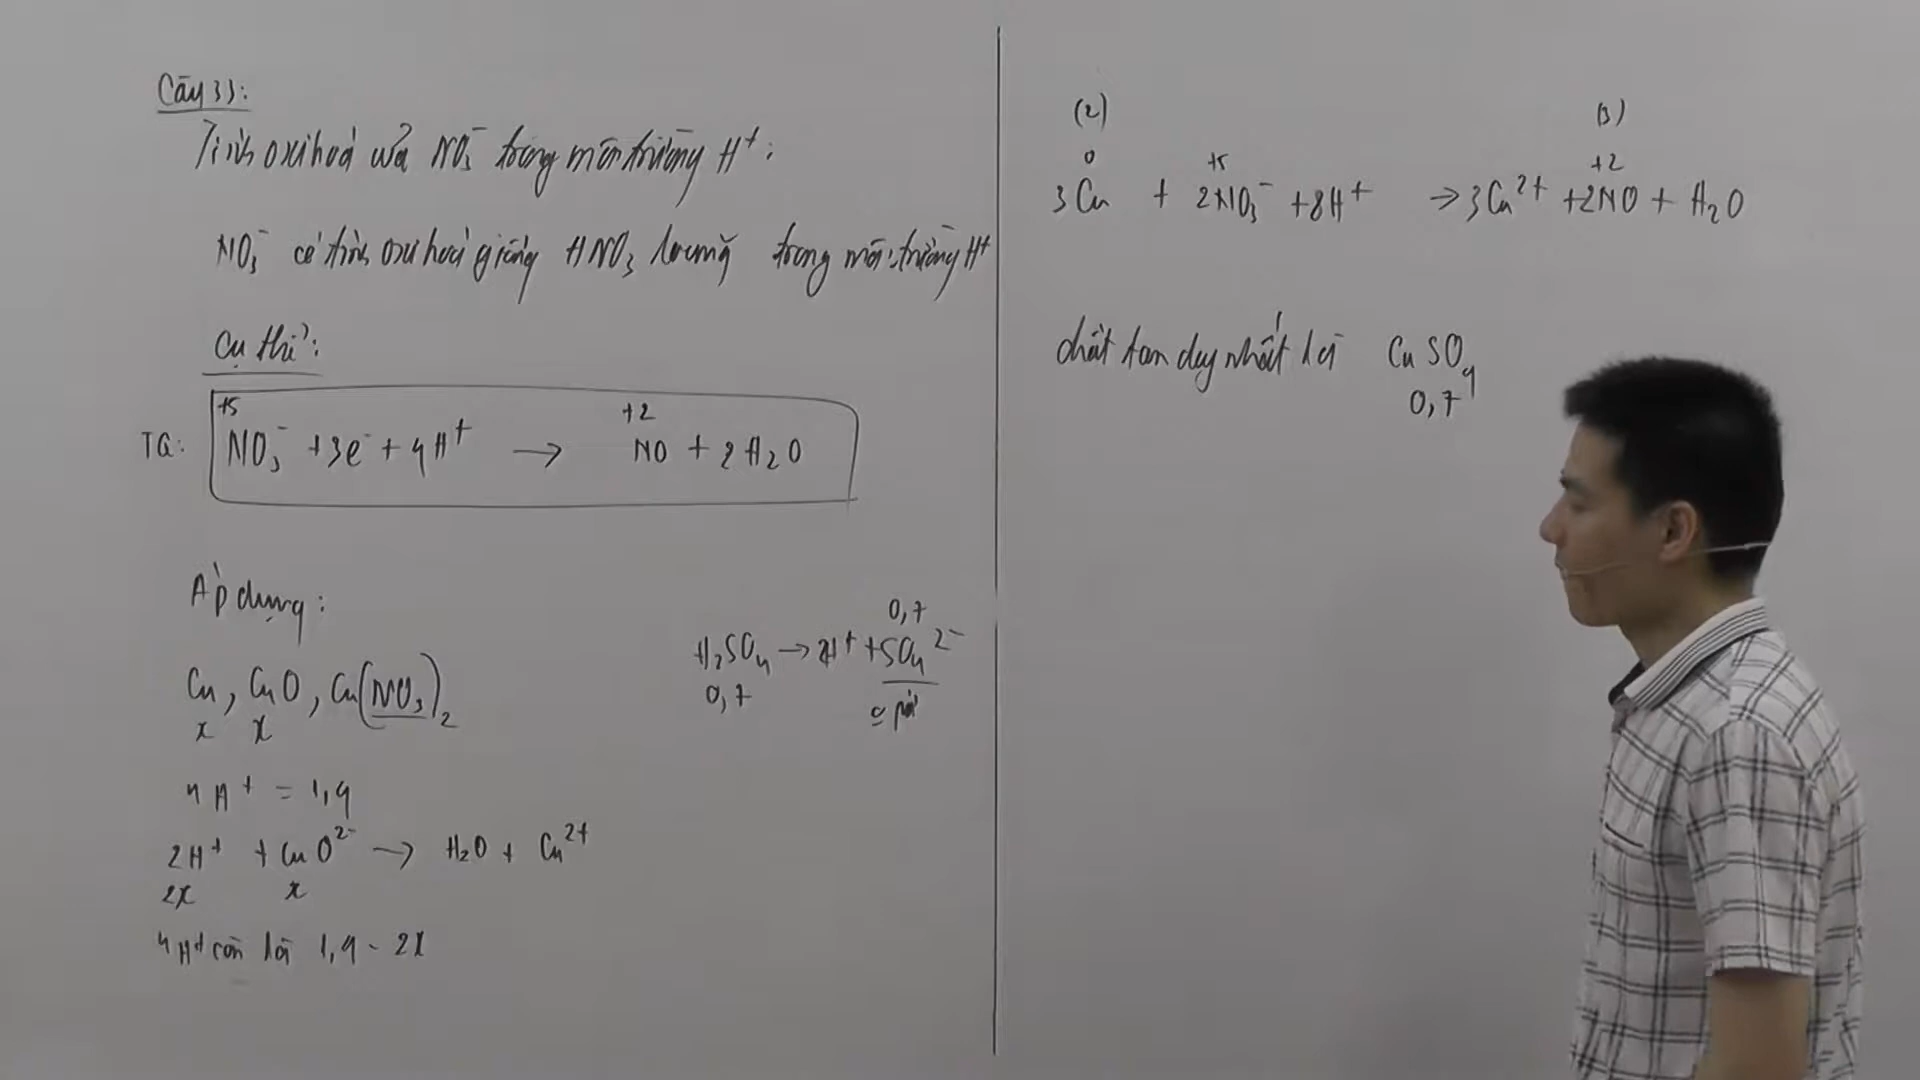 Câu 33:
Tính oxi hoá của NO₃⁻ trong môi trường H⁺:
NO₃⁻ có tính oxi hoá giống HNO₃ loãng trong môi trường H⁺
Cụ thể:
+5 +2
TQ: NO₃⁻ + 3e⁻ + 4H⁺ → NO + 2H₂O
Áp dụng:
Cu, CuO, Cu(NO₃)₂
x x
nH⁺ = 1,4
2H⁺ + CuO²⁻ → H₂O + Cu²⁺
2x x
nH⁺ còn lại 1,4 - 2x
0,7
H₂SO₄ → 2H⁺ + SO₄²⁻
0,7
(2) (3)
0 +5 +2
3Cu + 2NO₃⁻ + 8H⁺ → 3Cu²⁺ + 2NO + H₂O
chất tan duy nhất là CuSO₄
0,7